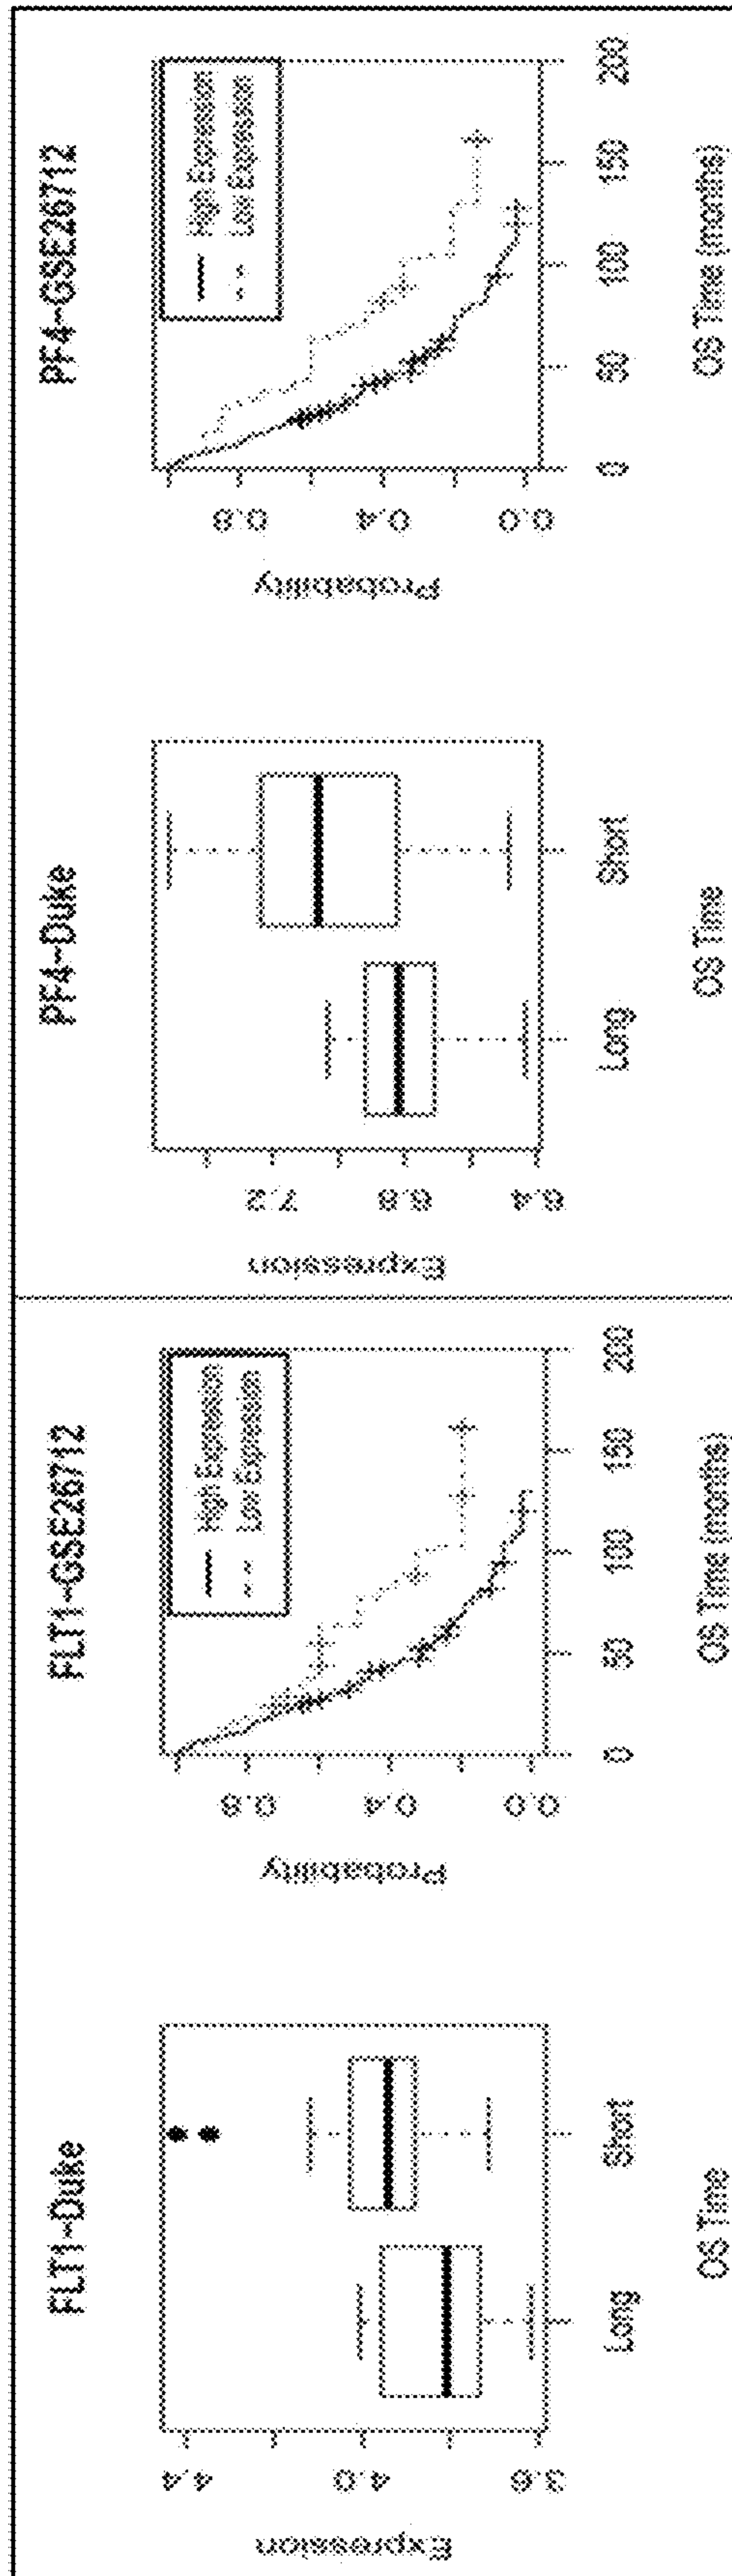 FLT1-Duke
Expression
4.4
4.0
3.6
Long
Short
OS Time
FLT1-GSE26712
Probability
0.8
0.4
0.0
High Expression
Low Expression
0
50
100
150
200
OS Time (months)
PF4-Duke
Expression
7.2
6.8
6.4
Long
Short
OS Time
PF4-GSE26712
Probability
0.8
0.4
0.0
High Expression
Low Expression
0
50
100
150
200
OS Time (months)